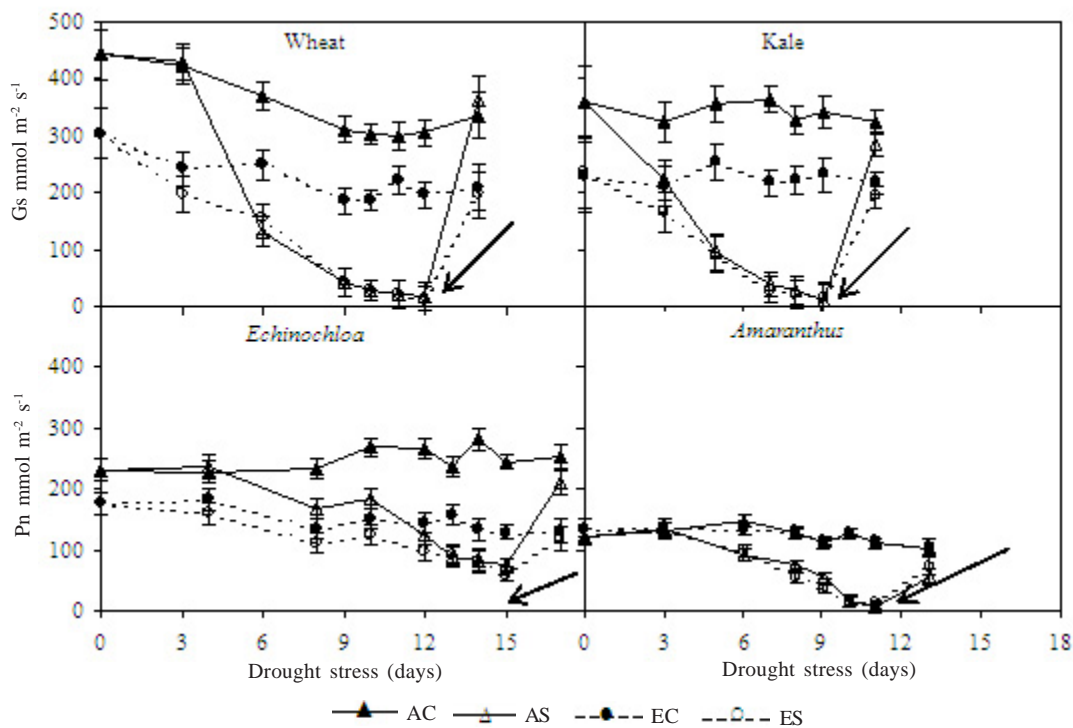 Wheat
Kale
500
400
300
200
100
0
Gs mmol m⁻² s⁻¹
Echinochloa
Amaranthus
400
300
200
100
0
Pn mmol m⁻² s⁻¹
0 3 6 9 12 15 0 3 6 9 12 15 18
Drought stress (days) Drought stress (days)
AC AS EC ES